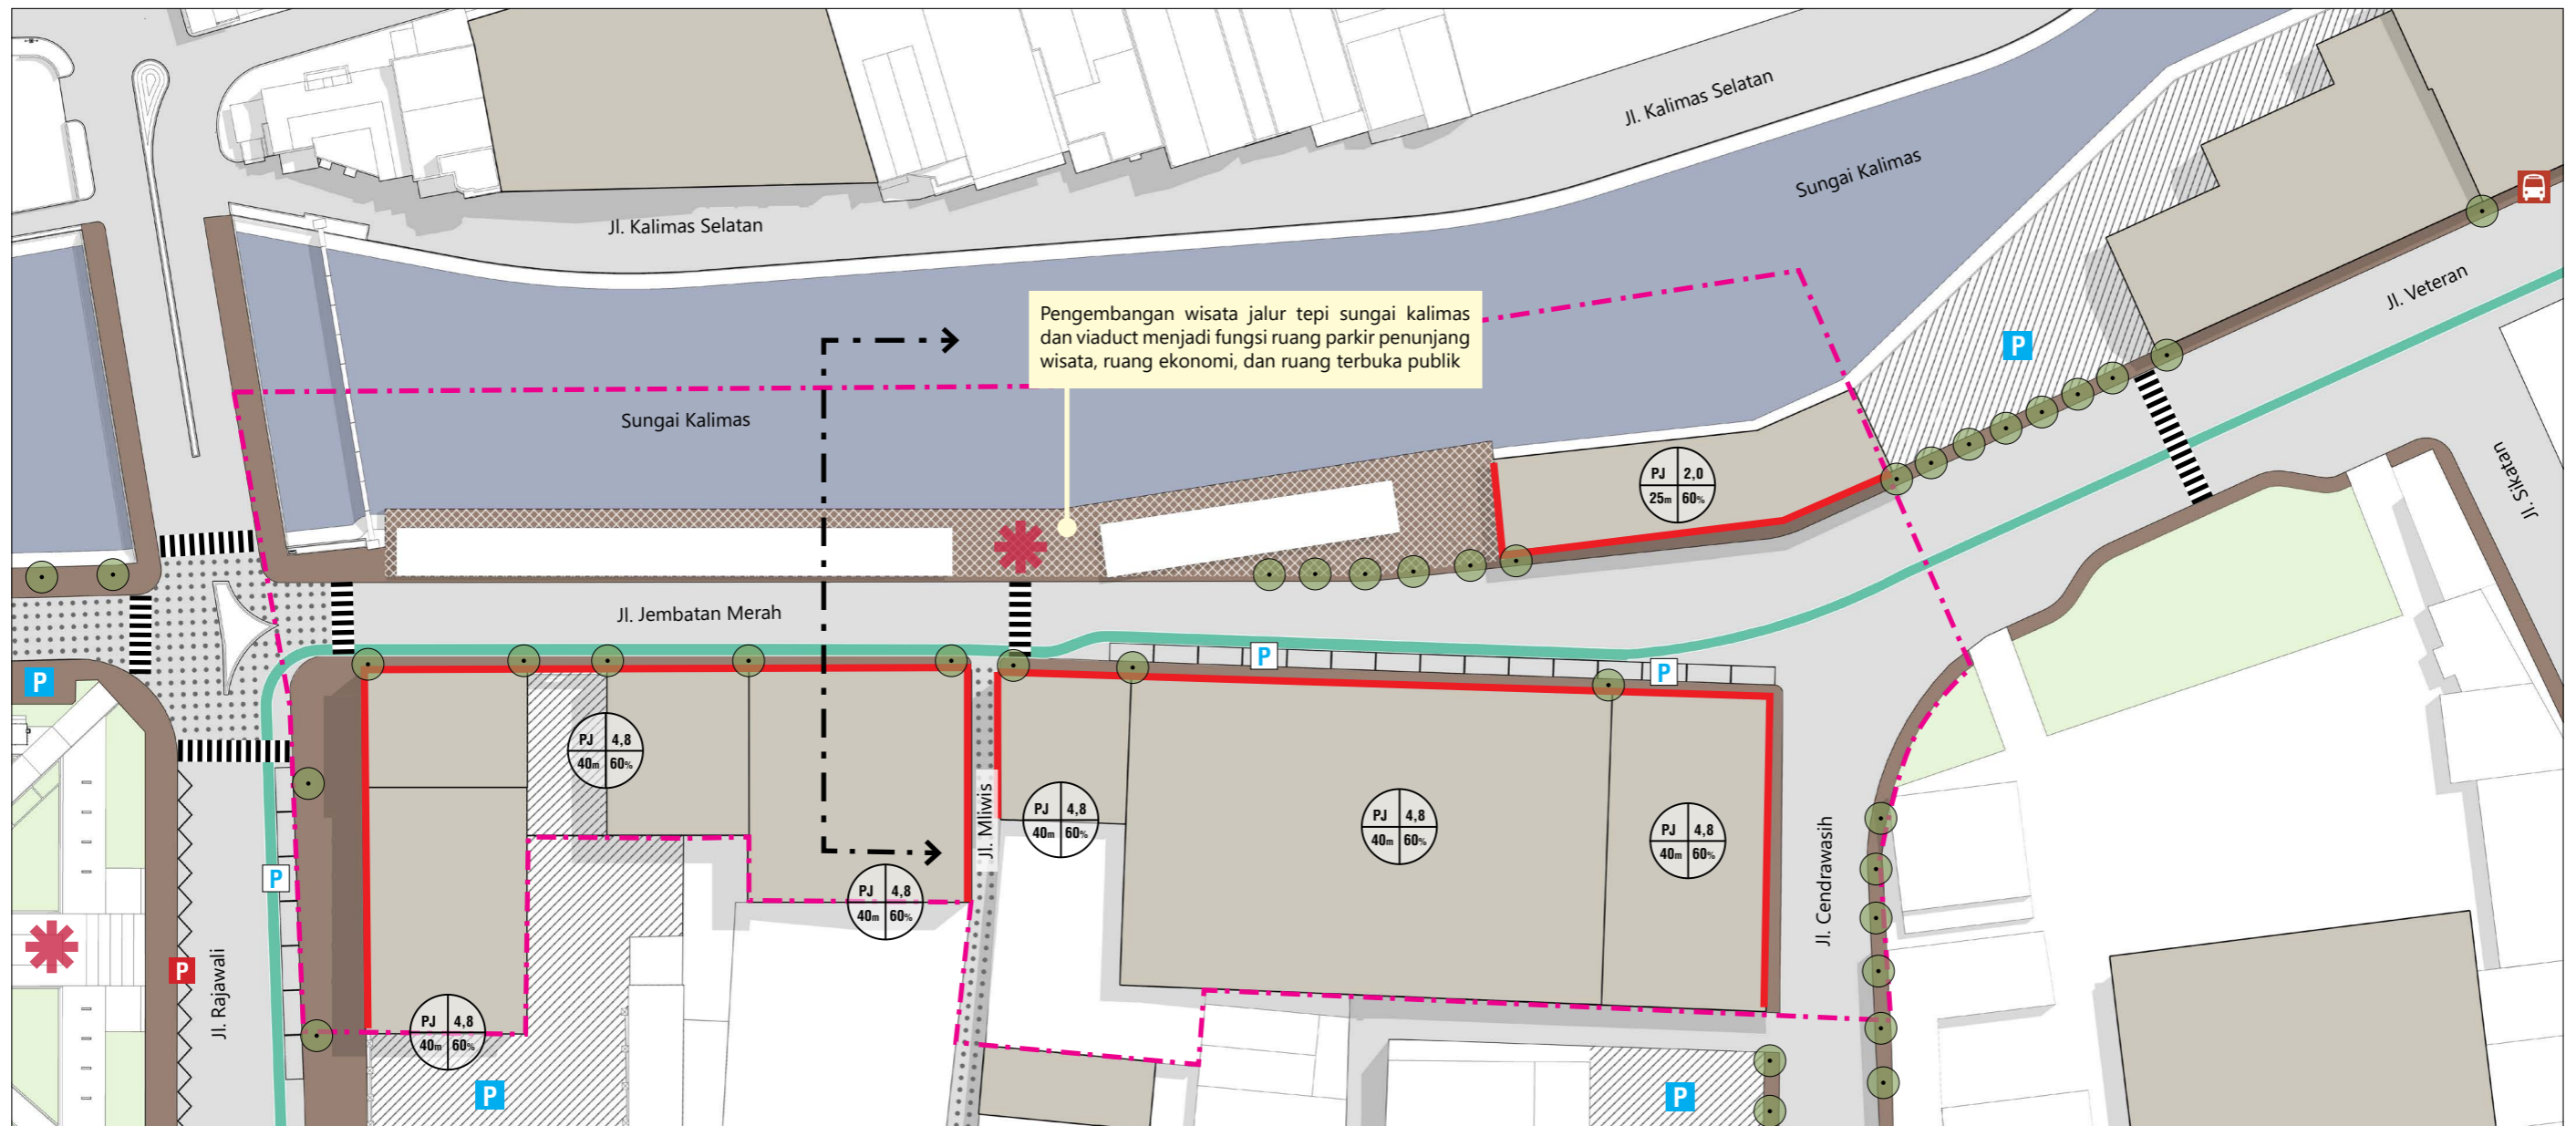 Jl. Kalimas Selatan
Sungai Kalimas
Jl. Kalimas Selatan
Jl. Veteran
Pengembangan wisata jalur tepi sungai kalimas
dan viaduct menjadi fungsi ruang parkir penunjang
wisata, ruang ekonomi, dan ruang terbuka publik
P
Sungai Kalimas
PJ 2,0
25m 60%
Jl. Sikatan
Jl. Jembatan Merah
P
P
P
PJ 4,8
40m 60%
PJ 4,8
40m 60%
PJ 4,8
40m 60%
PJ 4,8
40m 60%
Jl. Mliwis
P
PJ 4,8
40m 60%
Jl. Cendrawasih
P
Jl. Rajawali
PJ 4,8
40m 60%
P
P